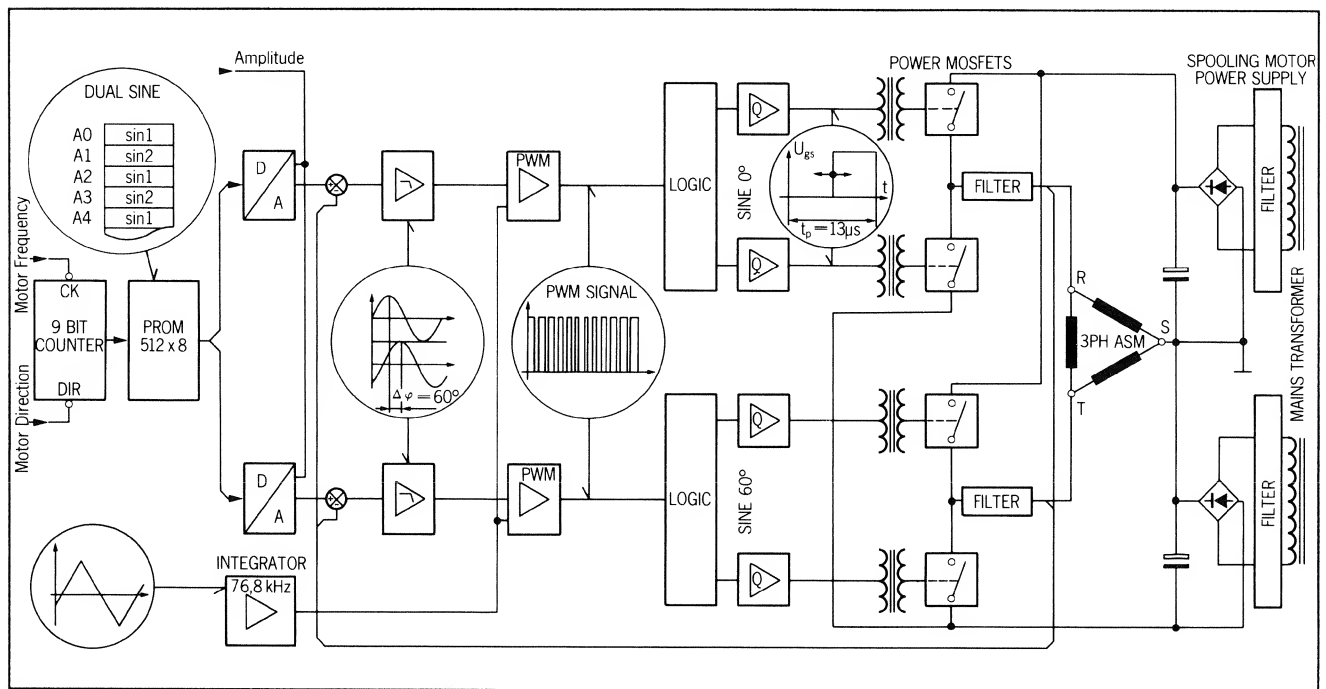 Amplitude
DUAL SINE
A0 sin1
A1 sin2
A2 sin1
A3 sin2
A4 sin1
Motor Frequency
CK
9 BIT
COUNTER
DIR
Motor Direction
PROM
512 x 8
D
A
D
A
INTEGRATOR
76,8 kHz
Δφ=60°
PWM
PWM SIGNAL
PWM
LOGIC
LOGIC
Q
Q
Q
Q
SINE 0°
SINE 60°
Ugs
t
tp=13µs
POWER MOSFETS
FILTER
FILTER
R
S
3PH ASM
T
SPOOLING MOTOR
POWER SUPPLY
FILTER
FILTER
MAINS TRANSFORMER